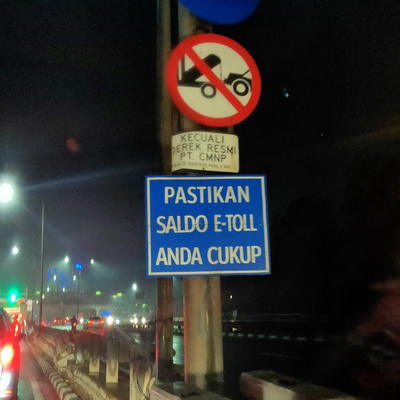 KECUALI
DEREK RESMI
PT. CMNP
PASTIKAN
SALDO E-TOLL
ANDA CUKUP